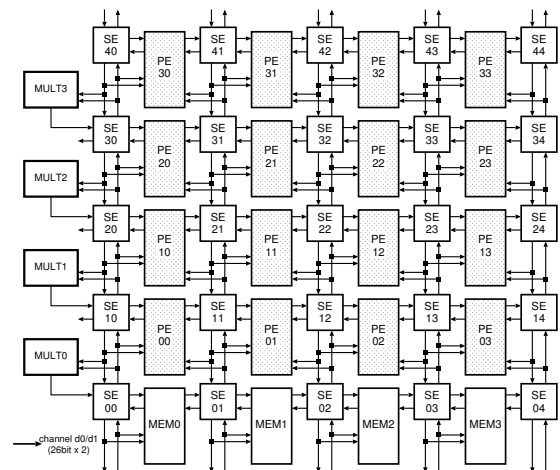 SE 40 PE 30 SE 41 PE 31 SE 42 PE 32 SE 43 PE 33 SE 44
MULT3
SE 30 PE 20 SE 31 PE 21 SE 32 PE 22 SE 33 PE 23 SE 34
MULT2
SE 20 PE 10 SE 21 PE 11 SE 22 PE 12 SE 23 PE 13 SE 24
MULT1
SE 10 PE 00 SE 11 PE 01 SE 12 PE 02 SE 13 PE 03 SE 14
MULT0
SE 00 MEM0 SE 01 MEM1 SE 02 MEM2 SE 03 MEM3 SE 04
channel d0/d1
(26bit x 2)